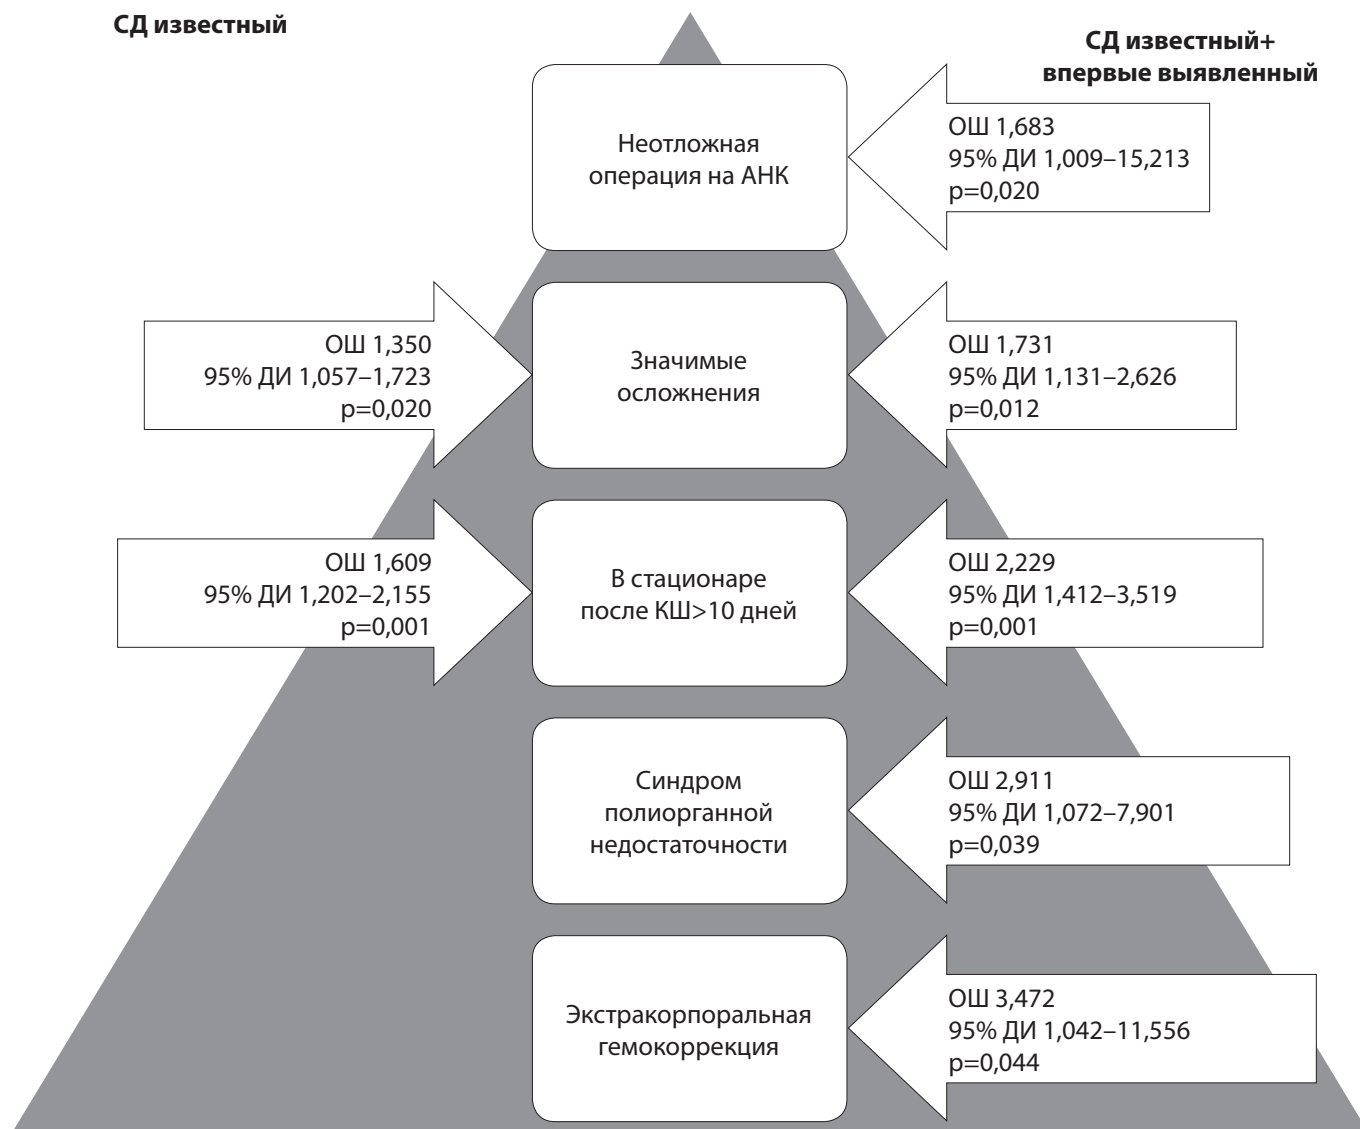 СД известный
СД известный+
впервые выявленный
Неотложная
операция на АНК
ОШ 1,683
95% ДИ 1,009–15,213
p=0,020
ОШ 1,350
95% ДИ 1,057–1,723
p=0,020
Значимые
осложнения
ОШ 1,731
95% ДИ 1,131–2,626
p=0,012
ОШ 1,609
95% ДИ 1,202–2,155
p=0,001
В стационаре
после КШ>10 дней
ОШ 2,229
95% ДИ 1,412–3,519
p=0,001
Синдром
полиорганной
недостаточности
ОШ 2,911
95% ДИ 1,072–7,901
p=0,039
Экстракорпоральная
гемокоррекция
ОШ 3,472
95% ДИ 1,042–11,556
p=0,044